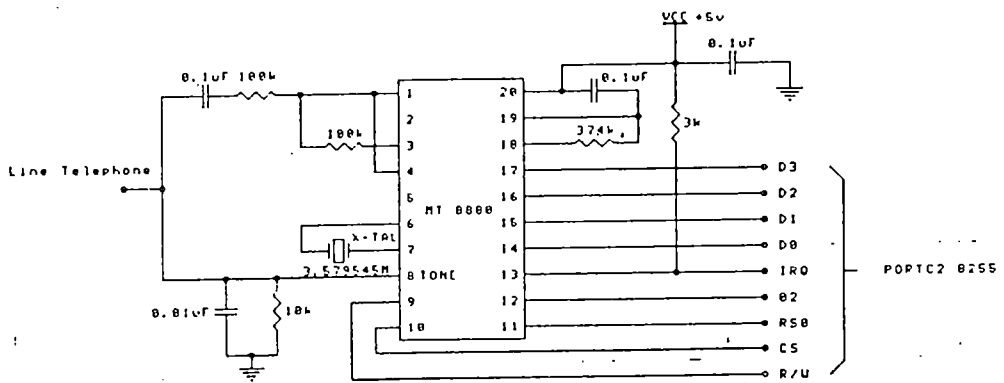 VCC +5v
0.1uF
0.1uF 100k
0.1uF
1
2
3
4
5
6
7
8 TONE
9
10
20
19
18
17
16
15
14
13
12
11
100k
374k
3k
Line Telephone
MT 8880
X-TAL
3.579545M
0.01uF
10k
D3
D2
D1
D0
IRQ
02
RS0
CS
R/W
PORTC2 8255